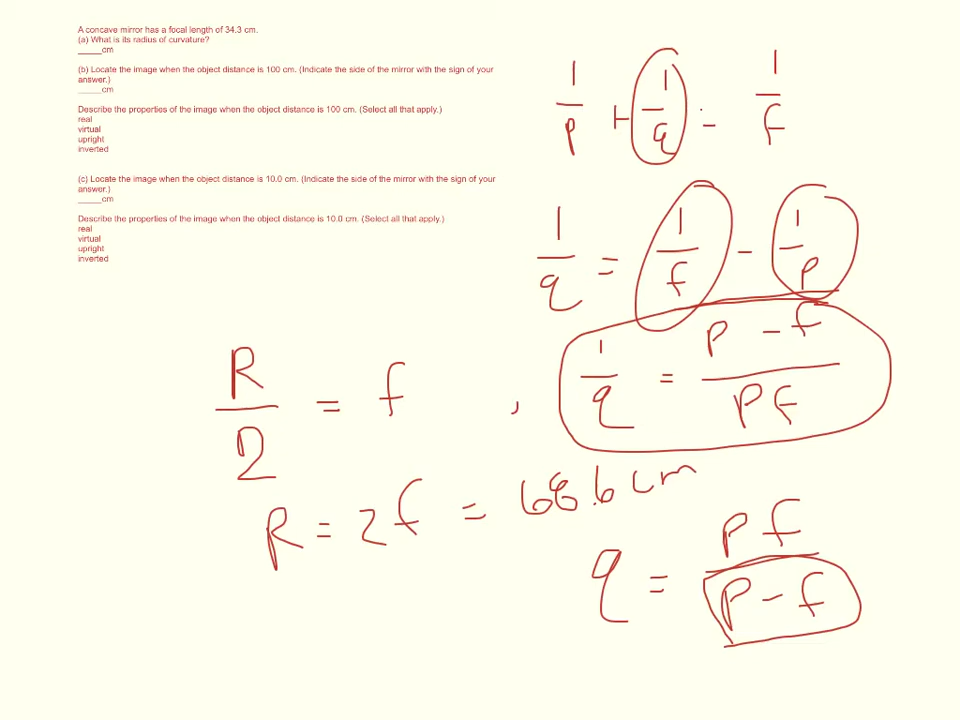 A concave mirror has a focal length of 34.3 cm.
(a) What is its radius of curvature?
_____cm
(b) Locate the image when the object distance is 100 cm. (Indicate the side of the mirror with the sign of your
answer.)
_____cm
Describe the properties of the image when the object distance is 100 cm. (Select all that apply.)
real
virtual
upright
inverted
(c) Locate the image when the object distance is 10.0 cm. (Indicate the side of the mirror with the sign of your
answer.)
_____cm
Describe the properties of the image when the object distance is 10.0 cm. (Select all that apply.)
real
virtual
upright
inverted
1/p + 1/q = 1/f
1/q = 1/f - 1/p
1/q = p - f / pf
R/2 = f ,
R = 2f = 68.6 cm
q = pf / p - f